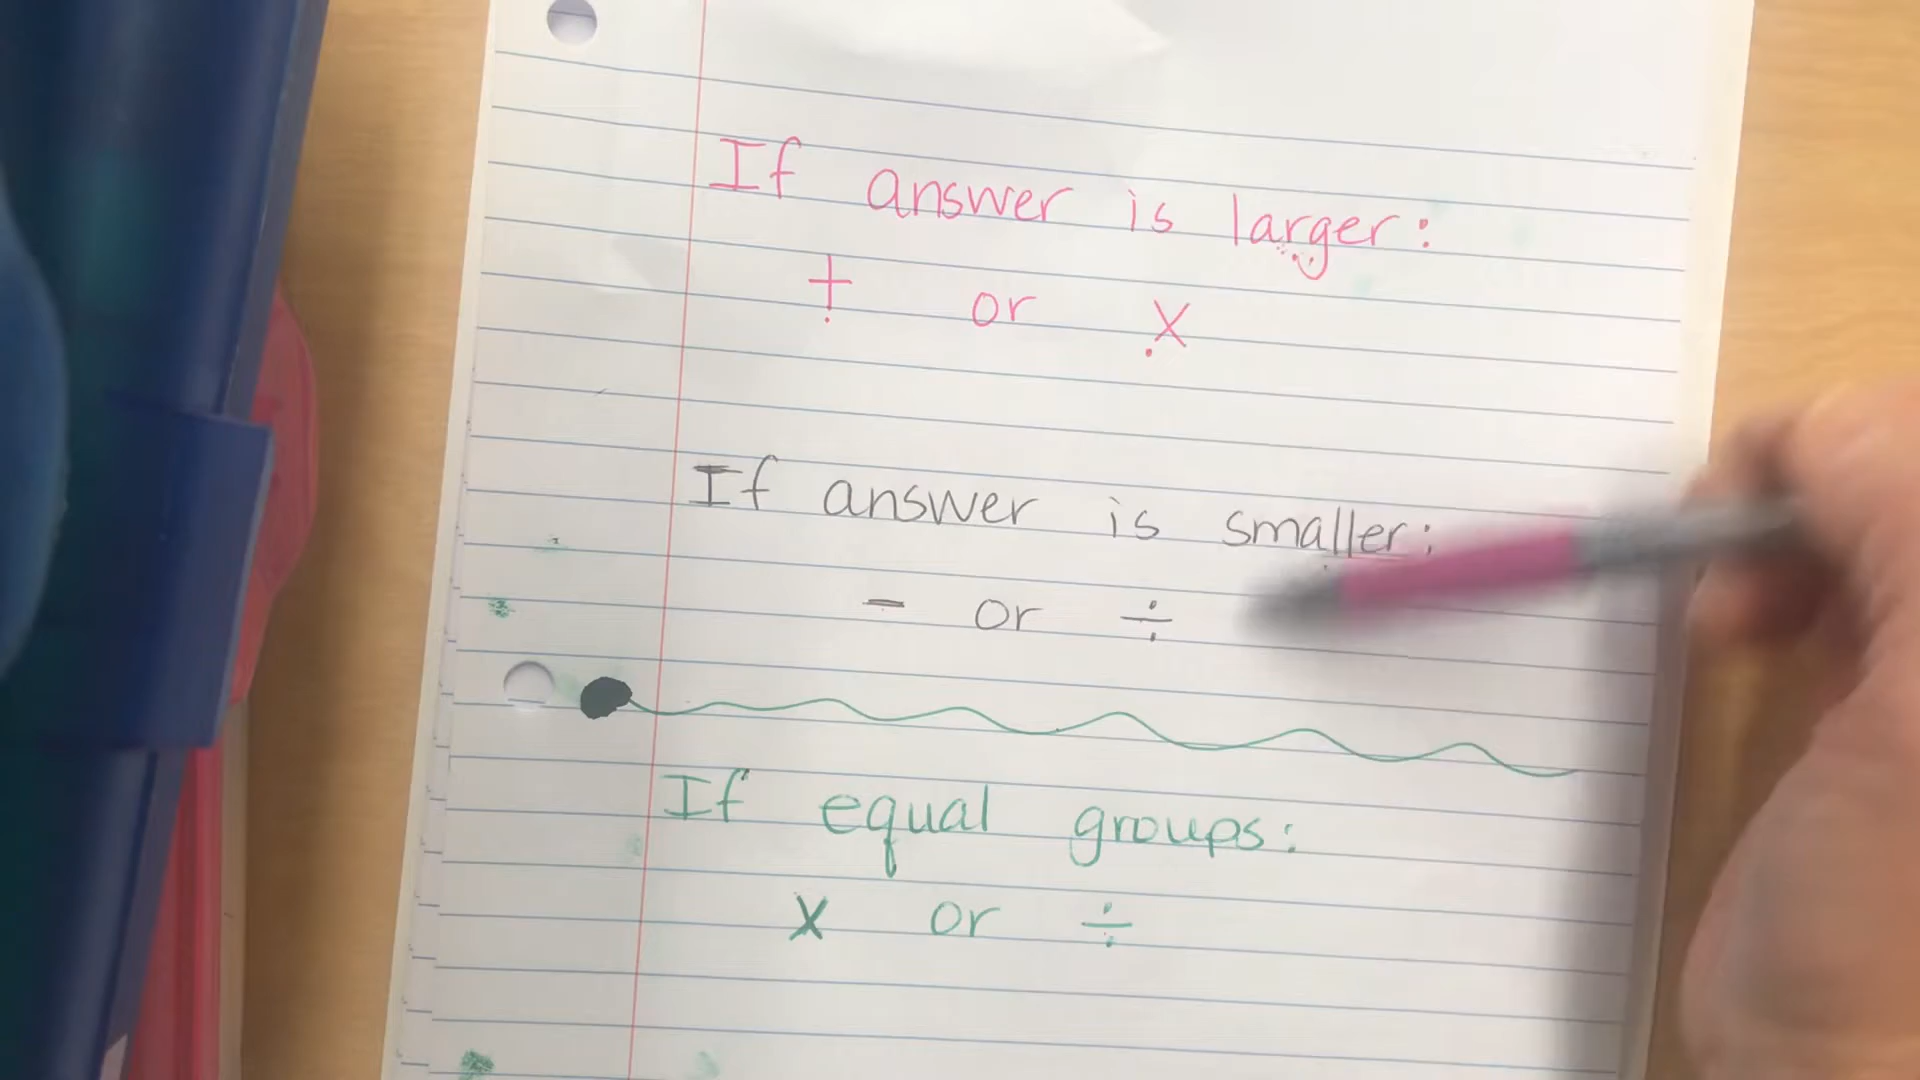 If answer is larger:
+ or x
If answer is smaller:
- or ÷
If equal groups:
x or ÷